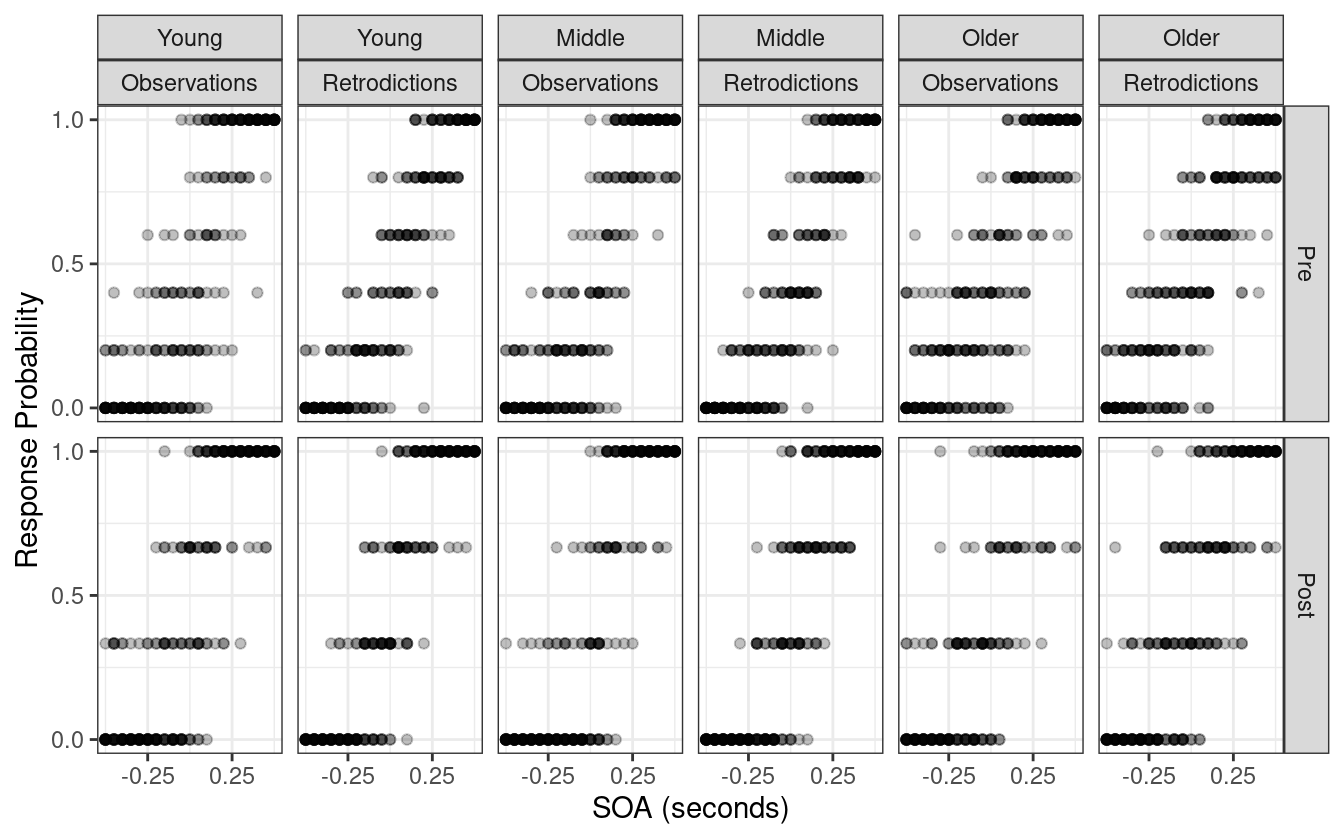 Young Young Middle Middle Older Older
Observations Retrodictions Observations Retrodictions Observations Retrodictions
1.0
0.5
0.0
Pre
1.0
0.5
0.0
Post
Response Probability
-0.25 0.25 -0.25 0.25 -0.25 0.25 -0.25 0.25 -0.25 0.25 -0.25 0.25
SOA (seconds)